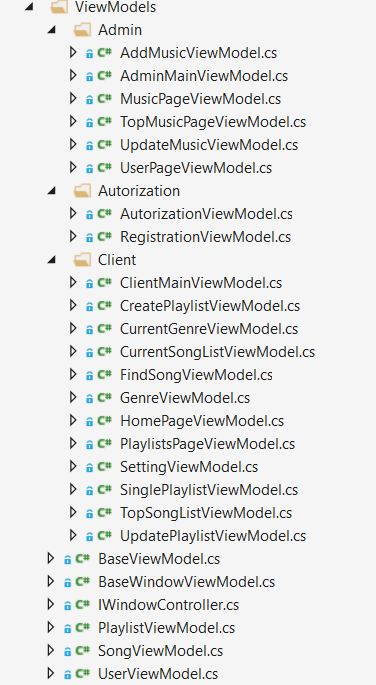 ViewModels
Admin
C# AddMusicViewModel.cs
C# AdminMainViewModel.cs
C# MusicPageViewModel.cs
C# TopMusicPageViewModel.cs
C# UpdateMusicViewModel.cs
C# UserPageViewModel.cs
Autorization
C# AutorizationViewModel.cs
C# RegistrationViewModel.cs
Client
C# ClientMainViewModel.cs
C# CreatePlaylistViewModel.cs
C# CurrentGenreViewModel.cs
C# CurrentSongListViewModel.cs
C# FindSongViewModel.cs
C# GenreViewModel.cs
C# HomePageViewModel.cs
C# PlaylistsPageViewModel.cs
C# SettingViewModel.cs
C# SinglePlaylistViewModel.cs
C# TopSongListViewModel.cs
C# UpdatePlaylistViewModel.cs
C# BaseViewModel.cs
C# BaseWindowViewModel.cs
C# IWindowController.cs
C# PlaylistViewModel.cs
C# SongViewModel.cs
C# UserViewModel.cs